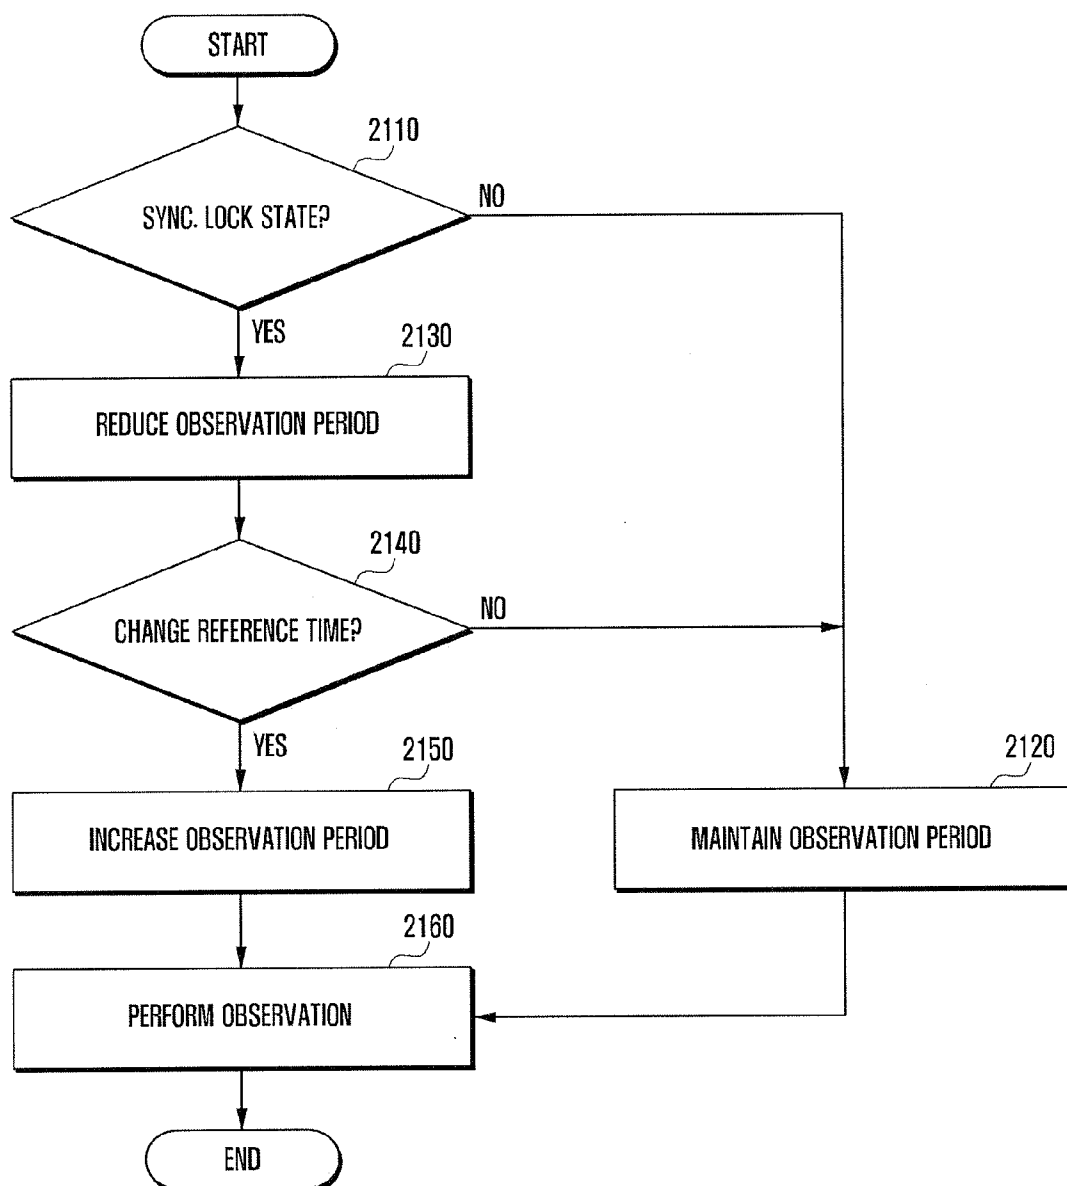 START
2110
SYNC. LOCK STATE?
NO
YES
2130
REDUCE OBSERVATION PERIOD
2140
CHANGE REFERENCE TIME?
NO
YES
2150
INCREASE OBSERVATION PERIOD
2120
MAINTAIN OBSERVATION PERIOD
2160
PERFORM OBSERVATION
END